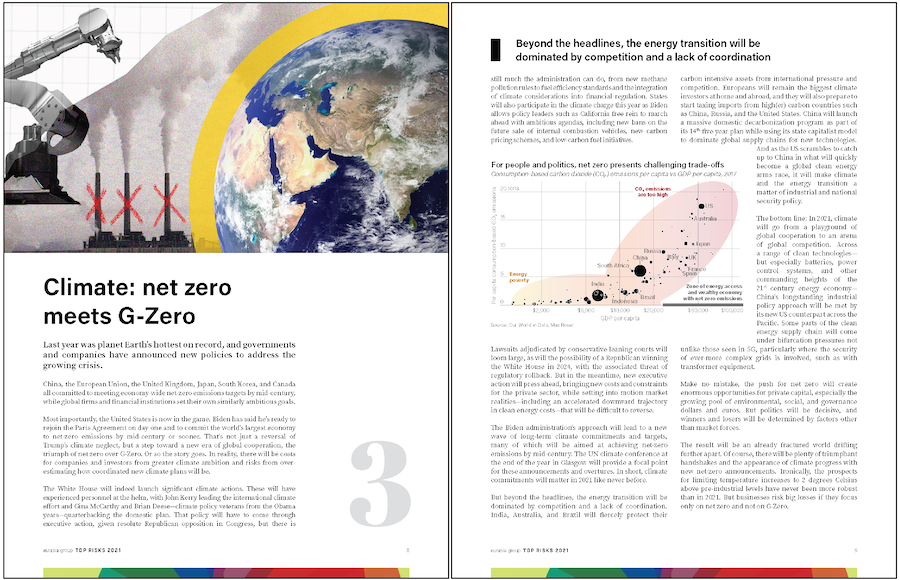 Climate: net zero
meets G-Zero
Last year was planet Earth's hottest on record, and governments
and companies have announced new policies to address the
growing crisis.
China, the European Union, the United Kingdom, Japan, South Korea, and Canada
all committed to meeting economy-wide net zero emissions targets by mid-century,
while global firms and financial institutions set their own similarly ambitious goals.
Most importantly, the United States is now in the game. Biden has said he's ready to
rejoin the Paris Agreement on day one and to commit the world's largest economy
to net-zero emissions by mid-century or sooner. That's not just a reversal of
Trump's climate neglect, but a step toward a new era of global cooperation, the
triumph of net zero over G-Zero. Or so the story goes. In reality, there will be costs
for companies and investors from greater climate ambition and risks from over-
estimating how coordinated new climate plans will be.
The White House will indeed launch significant climate actions. These will have
experienced personnel at the helm, with John Kerry leading the international climate
effort and Gina McCarthy and Brian Deese—climate policy veterans from the Obama
years—quarterbacking the domestic plan. That policy will have to come through
executive action, given resolute Republican opposition in Congress, but there is
3
eurasia group TOP RISKS 2021
8
Beyond the headlines, the energy transition will be
dominated by competition and a lack of coordination
still much the administration can do, from new methane
pollution rules to fuel efficiency standards and the integration
of climate considerations into financial regulation. States
will also participate in the climate charge this year as Biden
allows policy leaders such as California free rein to march
ahead with ambitious agendas, including new bans on the
future sale of internal combustion vehicles, new carbon
pricing schemes, and low-carbon fuel initiatives.
For people and politics, net zero presents challenging trade-offs
Consumption-based carbon dioxide (CO₂) emissions per capita vs GDP per capita, 2017
Per capita consumption-based CO₂ emissions
20 tons
15
10
5
0
CO₂ emissions
are too high
US
Australia
Japan
Russia
UK
China
France
Spain
South Africa
India
Brazil
Indonesia
Energy
poverty
Zone of energy access
and wealthy economy
with net zero emissions
$2,000
$10,000
$20,000
$100,000
GDP per capita
Source: Our World in Data, Max Roser
Lawsuits adjudicated by conservative-leaning courts will
loom large, as will the possibility of a Republican winning
the White House in 2024, with the associated threat of
regulatory rollback. But in the meantime, new executive
action will press ahead, bringing new costs and constraints
for the private sector, while setting into motion market
realities—including an accelerated downward trajectory
in clean energy costs—that will be difficult to reverse.
The Biden administration's approach will lead to a new
wave of long-term climate commitments and targets,
many of which will be aimed at achieving net-zero
emissions by mid-century. The UN climate conference at
the end of the year in Glasgow will provide a focal point
for these announcements and overtures. In short, climate
commitments will matter in 2021 like never before.
But beyond the headlines, the energy transition will be
dominated by competition and a lack of coordination.
India, Australia, and Brazil will fiercely protect their
carbon intensive assets from international pressure and
competition. Europeans will remain the biggest climate
investors at home and abroad, and they will also prepare to
start taxing imports from high(er) carbon countries such
as China, Russia, and the United States. China will launch
a massive domestic decarbonization program as part of
its 14th five-year plan while using its state capitalist model
to dominate global supply chains for new technologies.
And as the US scrambles to catch
up to China in what will quickly
become a global clean energy
arms race, it will make climate
and the energy transition a
matter of industrial and national
security policy.
The bottom line: In 2021, climate
will go from a playground of
global cooperation to an arena
of global competition. Across
a range of clean technologies—
but especially batteries, power
control systems, and other
commanding heights of the
21st century energy economy—
China's longstanding industrial
policy approach will be met by
its new US counterpart across the
Pacific. Some parts of the clean
energy supply chain will come
under bifurcation pressures not
unlike those seen in 5G, particularly where the security
of ever-more complex grids is involved, such as with
transformer equipment.
Make no mistake, the push for net zero will create
enormous opportunities for private capital, especially the
growing pool of environmental, social, and governance
dollars and euros. But politics will be decisive, and
winners and losers will be determined by factors other
than market forces.
The result will be an already fractured world drifting
further apart. Of course, there will be plenty of triumphant
handshakes and the appearance of climate progress with
new net-zero announcements. Ironically, the prospects
for limiting temperature increases to 2 degrees Celsius
above pre-industrial levels have never been more robust
than in 2021. But businesses risk big losses if they focus
only on net zero and not on G-Zero.
eurasia group TOP RISKS 2021
9